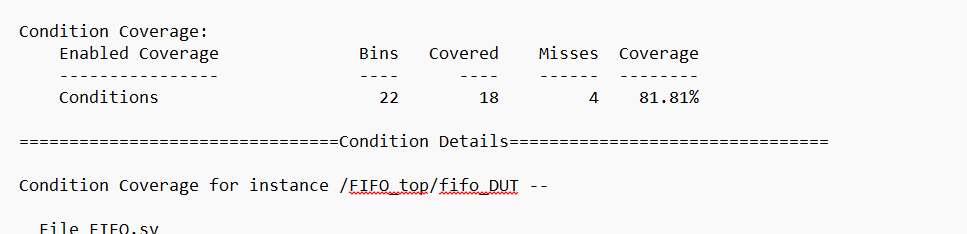 Condition Coverage:
Enabled Coverage Bins Covered Misses Coverage
---------------- ---- ---- ------ --------
Conditions 22 18 4 81.81%
================================Condition Details================================
Condition Coverage for instance /FIFO_top/fifo_DUT --
File FIFO.sv